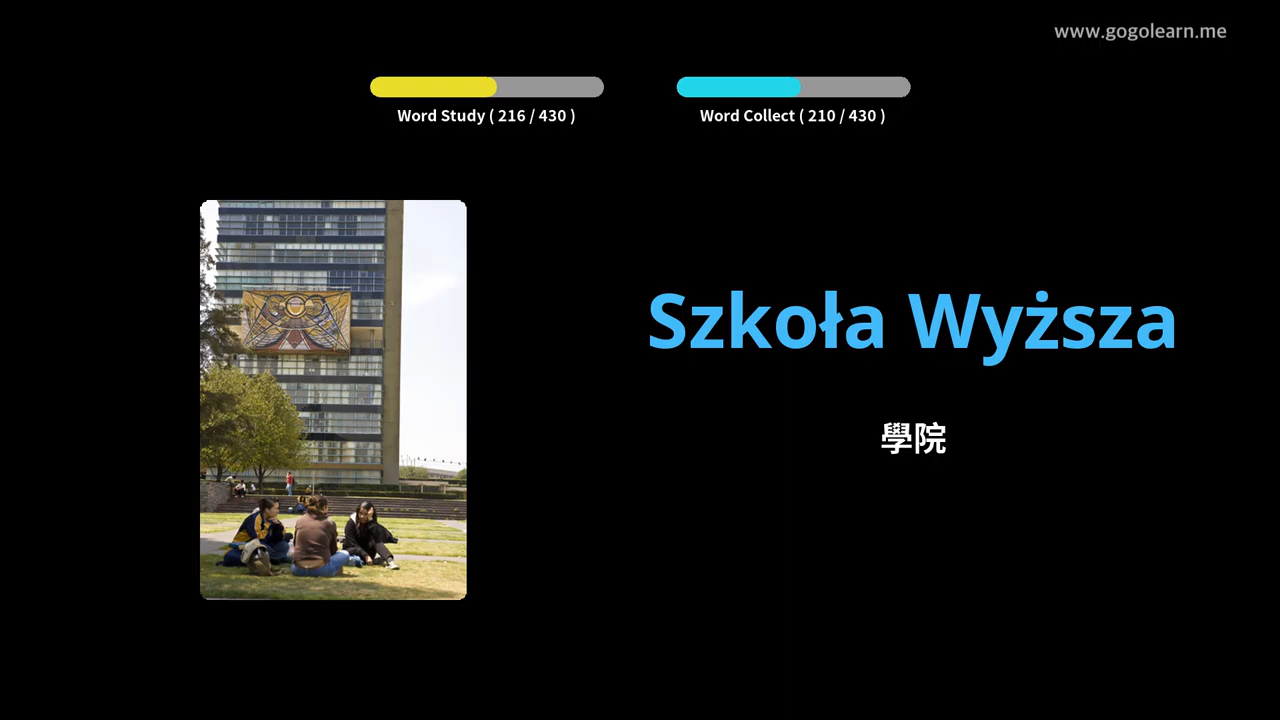 www.gogolearn.me
Word Study ( 216 / 430 )
Word Collect ( 210 / 430 )
Szkoła Wyższa
學院